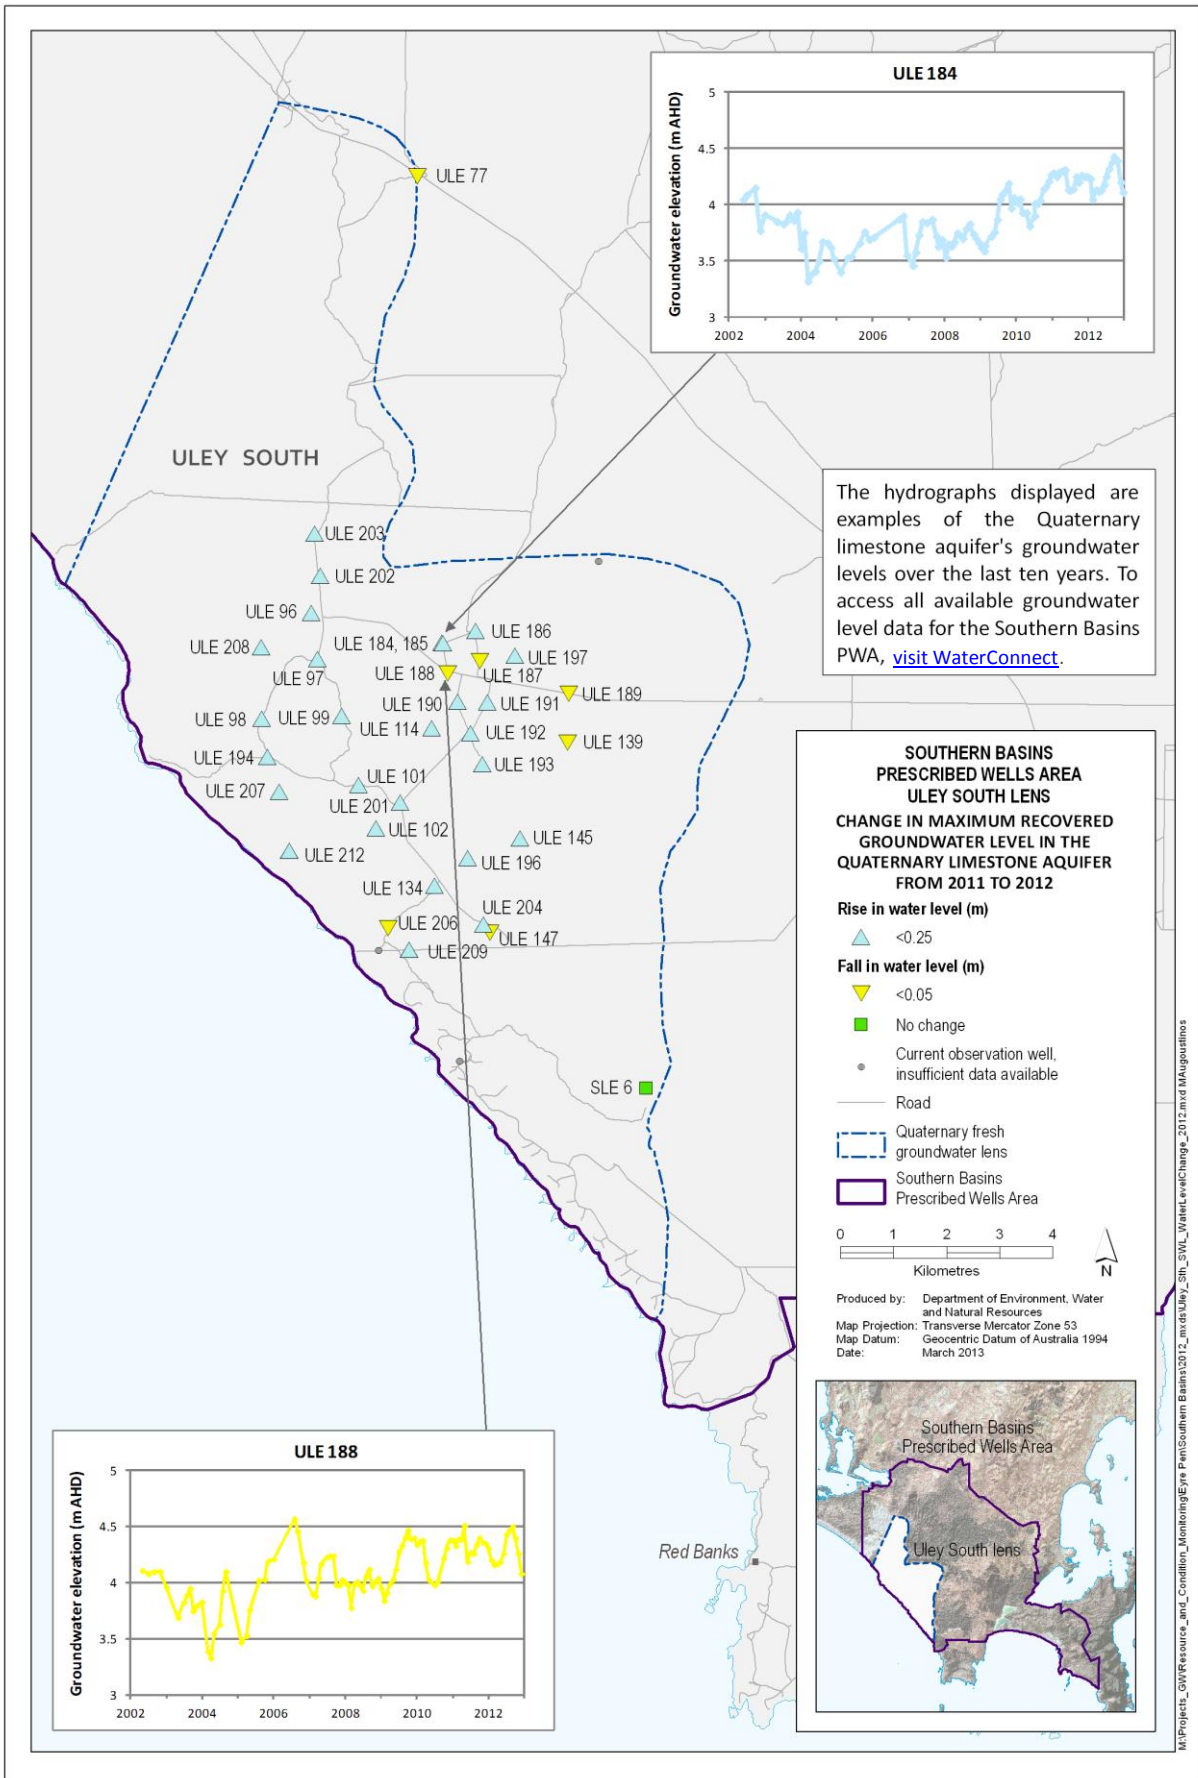 ULE 184
Groundwater elevation (m AHD)
5
4.5
4
3.5
3
2002 2004 2006 2008 2010 2012
ULE 77
ULEY SOUTH
The hydrographs displayed are
examples of the Quaternary
limestone aquifer's groundwater
levels over the last ten years. To
access all available groundwater
level data for the Southern Basins
PWA, visit WaterConnect.
ULE 203
ULE 202
ULE 96
ULE 208
ULE 97
ULE 184, 185
ULE 186
ULE 197
ULE 187
ULE 188
ULE 189
ULE 190
ULE 191
ULE 98
ULE 99
ULE 114
ULE 192
ULE 139
ULE 194
ULE 193
ULE 101
ULE 207
ULE 201
ULE 102
ULE 145
ULE 212
ULE 196
ULE 134
ULE 204
ULE 206
ULE 147
ULE 209
SLE 6
SOUTHERN BASINS
PRESCRIBED WELLS AREA
ULEY SOUTH LENS
CHANGE IN MAXIMUM RECOVERED
GROUNDWATER LEVEL IN THE
QUATERNARY LIMESTONE AQUIFER
FROM 2011 TO 2012
Rise in water level (m)
<0.25
Fall in water level (m)
<0.05
No change
Current observation well,
insufficient data available
Road
Quaternary fresh
groundwater lens
Southern Basins
Prescribed Wells Area
0 1 2 3 4
Kilometres
N
Produced by: Department of Environment, Water
and Natural Resources
Map Projection: Transverse Mercator Zone 53
Map Datum: Geocentric Datum of Australia 1994
Date: March 2013
Southern Basins
Prescribed Wells Area
Uley South lens
Red Banks
ULE 188
Groundwater elevation (m AHD)
5
4.5
4
3.5
3
2002 2004 2006 2008 2010 2012
M:\Projects_GW\Resource_and_Condition_Monitoring\Eyre Pen\Southern Basins\2012_mxds\Uley_Sth_SWL_WaterLevelChange_2012.mxd MAugoustinos